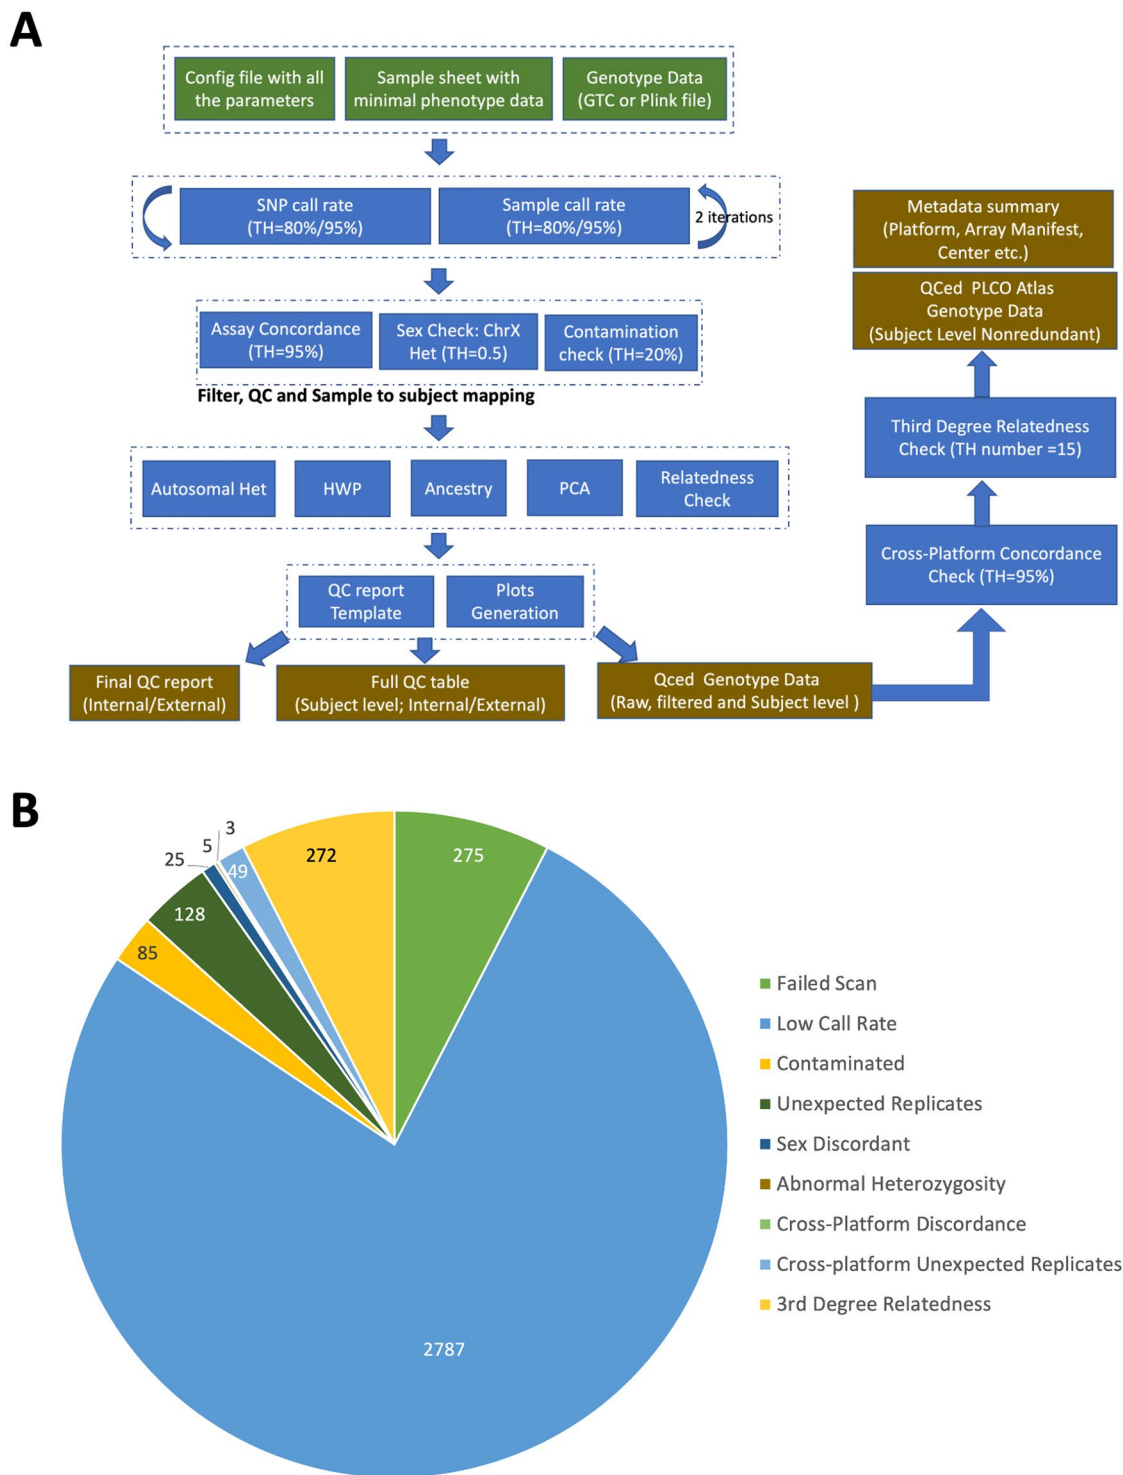 A
Config file with all
the parameters
Sample sheet with
minimal phenotype data
Genotype Data
(GTC or Plink file)
SNP call rate
(TH=80%/95%)
Sample call rate
(TH=80%/95%)
2 iterations
Assay Concordance
(TH=95%)
Sex Check: ChrX
Het (TH=0.5)
Contamination
check (TH=20%)
Filter, QC and Sample to subject mapping
Autosomal Het
HWP
Ancestry
PCA
Relatedness
Check
QC report
Template
Plots
Generation
Final QC report
(Internal/External)
Full QC table
(Subject level; Internal/External)
Qced Genotype Data
(Raw, filtered and Subject level )
Metadata summary
(Platform, Array Manifest,
Center etc.)
QCed PLCO Atlas
Genotype Data
(Subject Level Nonredundant)
Third Degree Relatedness
Check (TH number =15)
Cross-Platform Concordance
Check (TH=95%)
B
275
2787
85
128
25
5
3
49
272
Failed Scan
Low Call Rate
Contaminated
Unexpected Replicates
Sex Discordant
Abnormal Heterozygosity
Cross-Platform Discordance
Cross-platform Unexpected Replicates
3rd Degree Relatedness